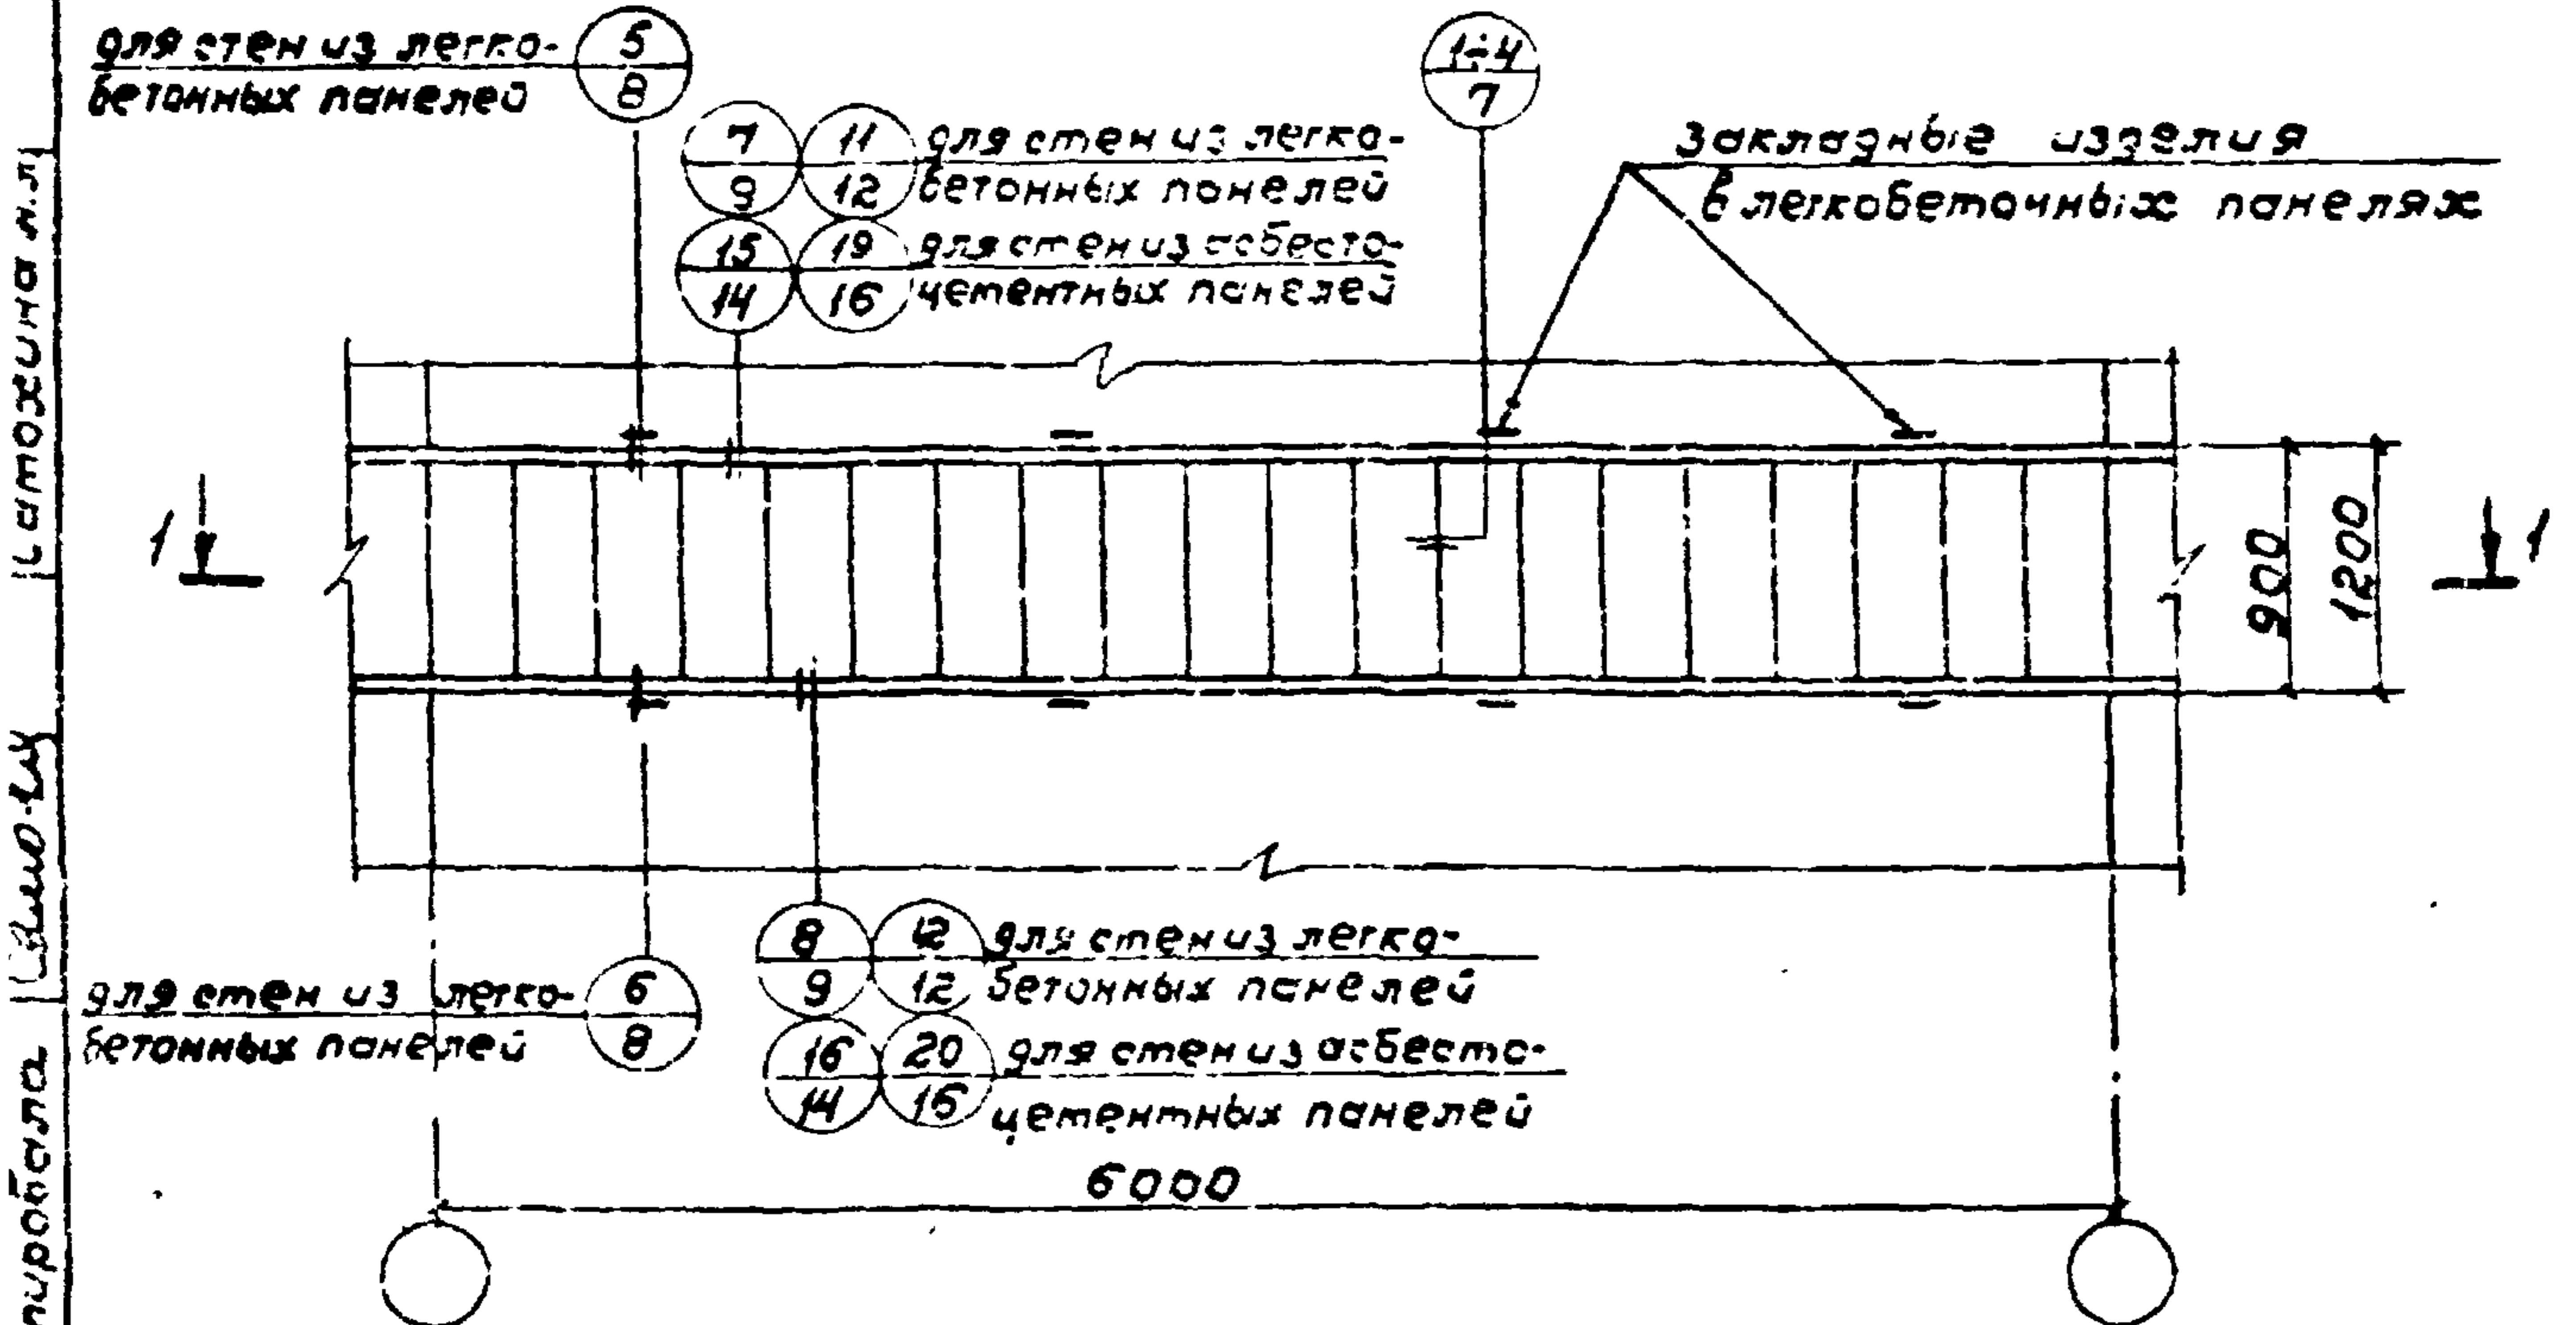 для стен из легко-
бетонных панелей
5
8
7
9
11
12
для стен из легко-
бетонных панелей
15
14
19
16
для стен из асбесто-
цементных панелей
1÷4
7
Закладные изделия
в легкобетонных панелях
1
1
900
1200
для стен из легко-
бетонных панелей
6
8
8
9
12
12
для стен из легко-
бетонных панелей
16
14
20
16
для стен из асбесто-
цементных панелей
6000